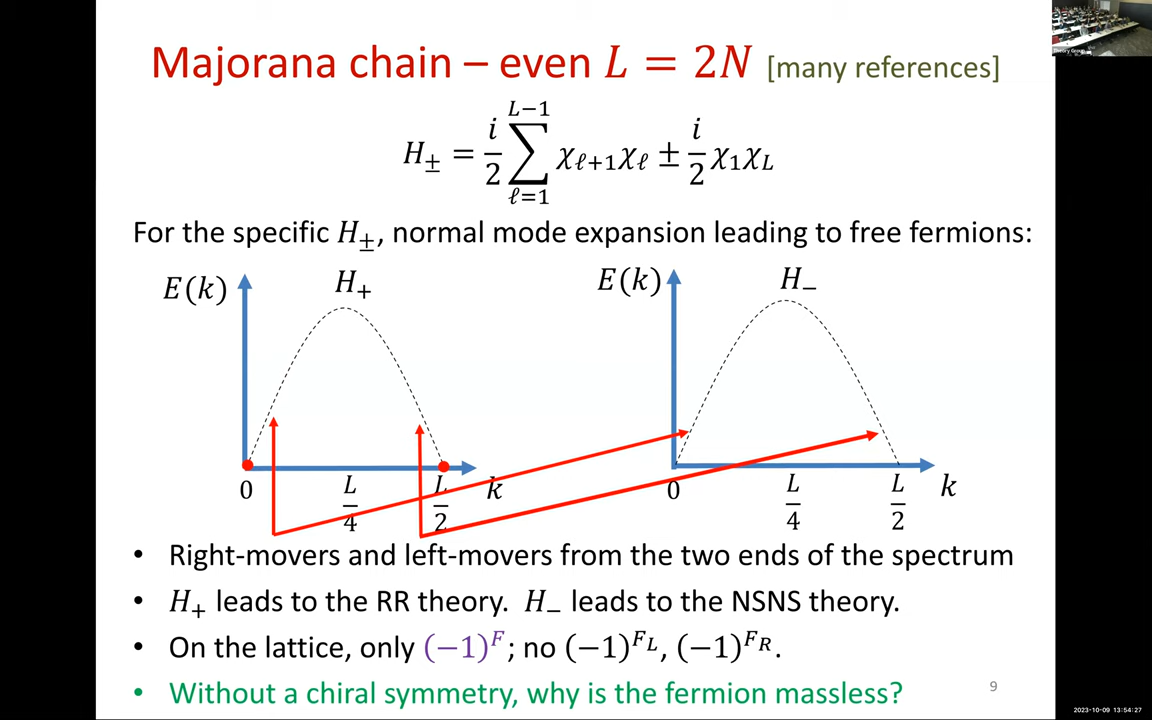 Majorana chain – even L = 2N [many references]
H± = i/2 ∑_{ℓ=1}^{L−1} χ_{ℓ+1}χ_ℓ ± i/2 χ_1χ_L
For the specific H±, normal mode expansion leading to free fermions:
E(k) H+ E(k) H−
0 L/4 L/2 k 0 L/4 L/2 k
• Right-movers and left-movers from the two ends of the spectrum
• H+ leads to the RR theory. H− leads to the NSNS theory.
• On the lattice, only (−1)^F; no (−1)^{F_L}, (−1)^{F_R}.
• Without a chiral symmetry, why is the fermion massless?
9
2023-10-09 13:54:27